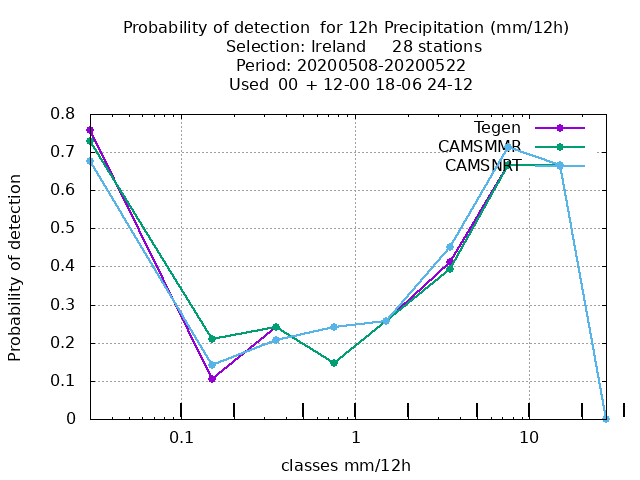 Probability of detection  for 12h Precipitation (mm/12h)
Selection: Ireland     28 stations
Period: 20200508-20200522
Used  00 + 12-00 18-06 24-12
Tegen
CAMSMMR
CAMSNRT
0.8
0.7
0.6
0.5
0.4
0.3
0.2
0.1
0
Probability of detection
0.1 1 10
classes mm/12h